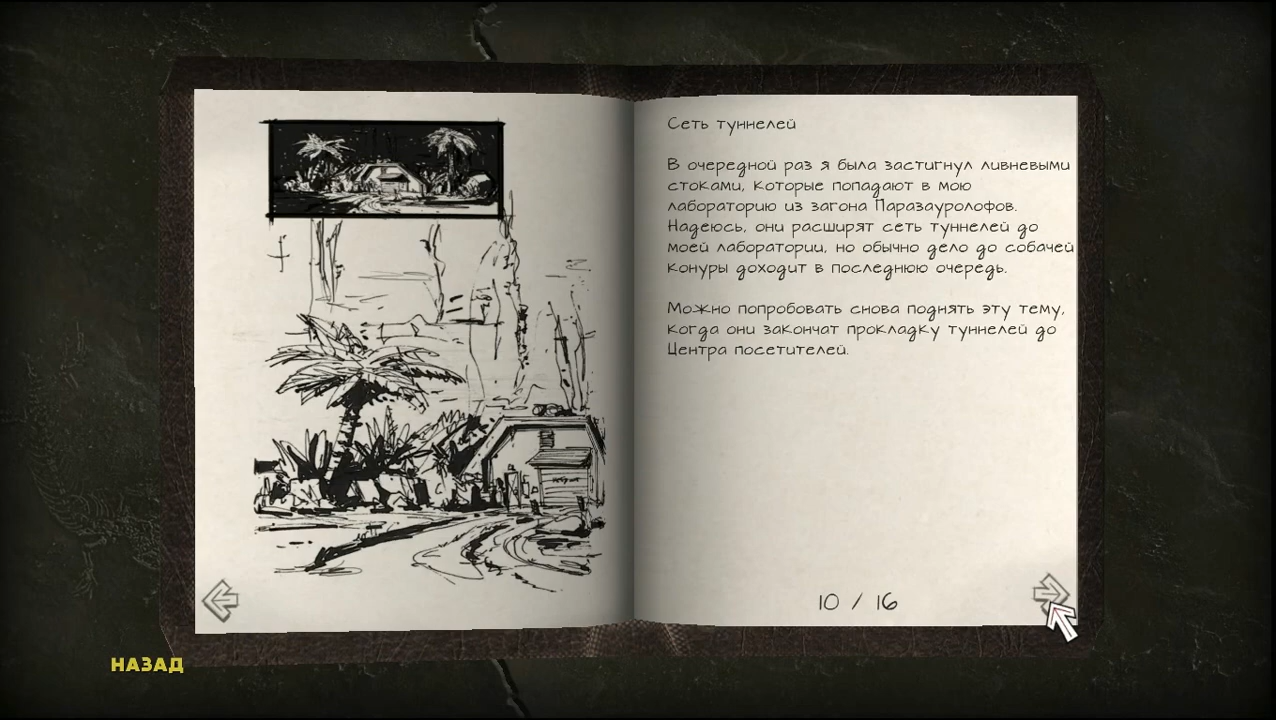 Сеть туннелей
В очередной раз я была застигнул ливневыми
стоками, которые попадают в мою
лабораторию из загона Паразауролофов.
Надеюсь, они расширят сеть туннелей до
моей лаборатории, но обычно дело до собачей
конуры доходит в последнюю очередь.
Можно попробовать снова поднять эту тему,
когда они закончат прокладку туннелей до
Центра посетителей.
10 / 16
НАЗАД